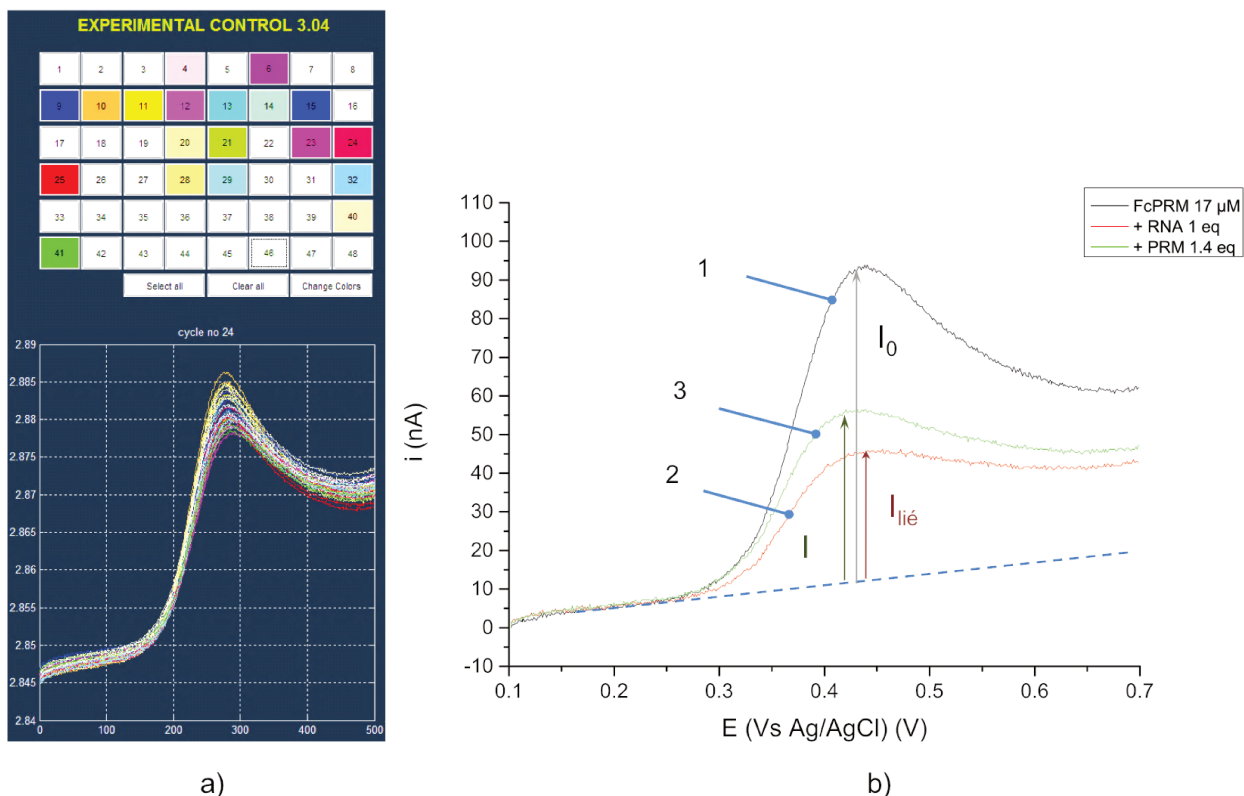 EXPERIMENTAL CONTROL 3.04
1 2 3 4 5 6 7 8
9 10 11 12 13 14 15 16
17 18 19 20 21 22 23 24
25 26 27 28 29 30 31 32
33 34 35 36 37 38 39 40
41 42 43 44 45 46 47 48
Select all Clear all Change Colors
cycle no 24
2.89
2.885
2.88
2.875
2.87
2.865
2.86
2.855
2.85
2.845
2.84
0 100 200 300 400 500
a)
FcPRM 17 µM
+ RNA 1 eq
+ PRM 1.4 eq
110
100
90
80
70
60
50
40
30
20
10
0
-10
i (nA)
1
3
2
I0
I
Ilié
0.1 0.2 0.3 0.4 0.5 0.6 0.7
E (Vs Ag/AgCl) (V)
b)